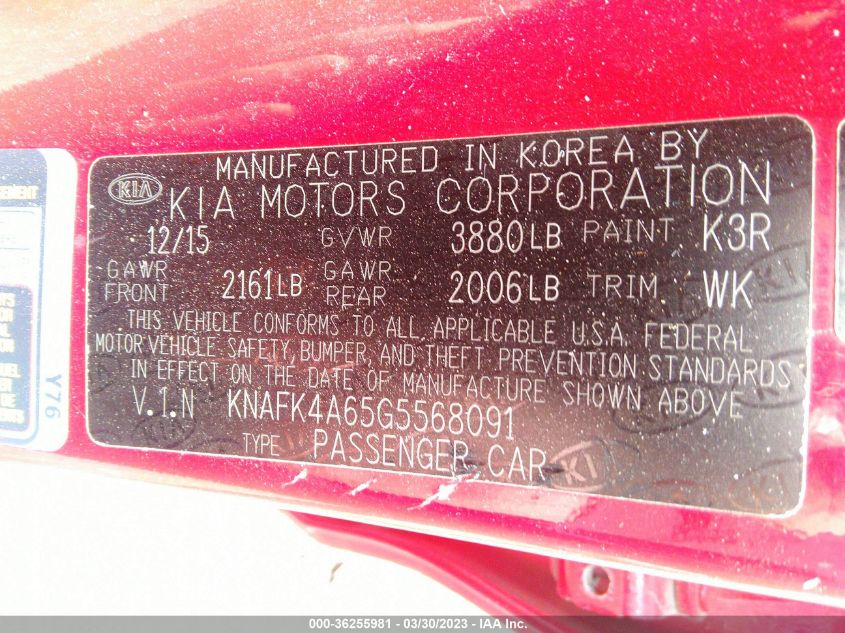 MANUFACTURED IN KOREA BY
KIA KIA MOTORS CORPORATION
12/15 GVWR 3880LB PAINT K3R
GAWR FRONT 2161LB GAWR REAR 2006LB TRIM WK
THIS VEHICLE CONFORMS TO ALL APPLICABLE U.S.A. FEDERAL
MOTOR VEHICLE SAFETY, BUMPER, AND THEFT PREVENTION STANDARDS
IN EFFECT ON THE DATE OF MANUFACTURE SHOWN ABOVE
V.I.N KNAFK4A65G5568091
TYPE PASSENGER CAR
KI
Y76
000-36255981 - 03/30/2023 - IAA Inc.